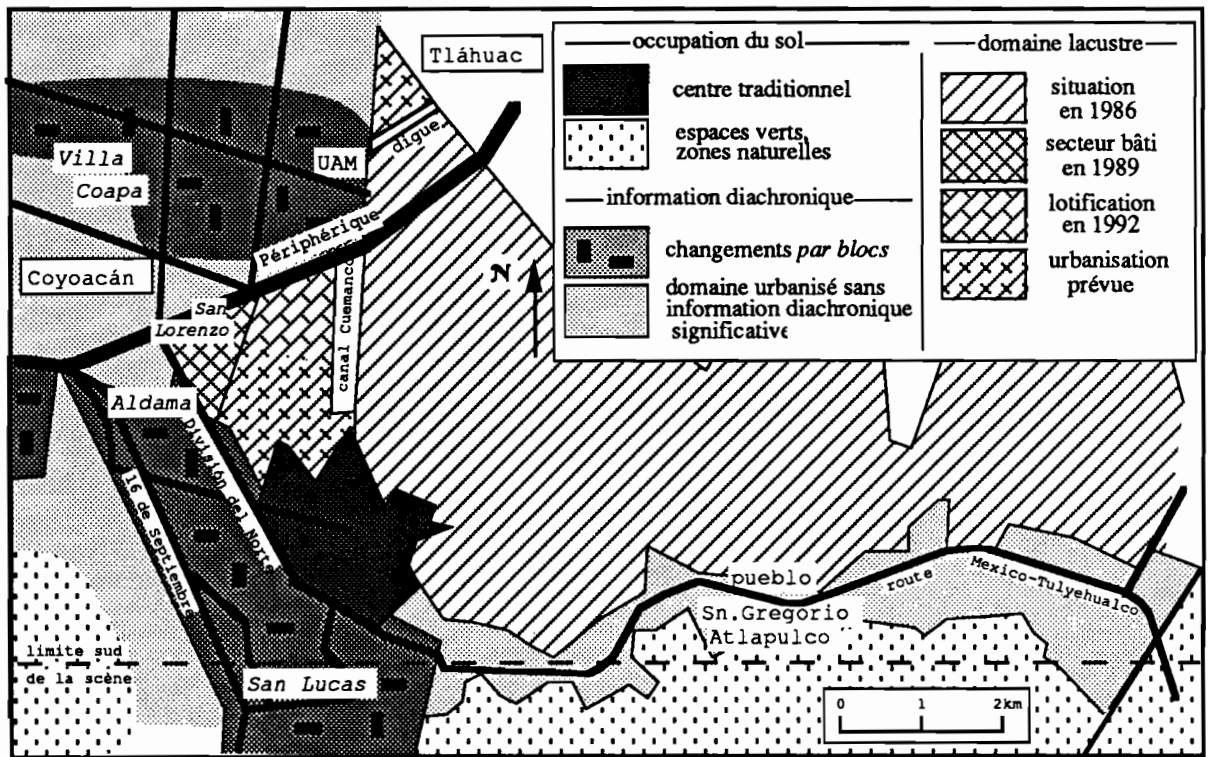 Tláhuac
occupation du sol
centre traditionnel
espaces verts
zones naturelles
information diachronique
changements par blocs
domaine urbanisé sans
information diachronique
significative
domaine lacustre
situation
en 1986
secteur bâti
en 1989
lotification
en 1992
urbanisation
prévue
digue
Villa
Coapa
UAM
Périphérique
Coyoacán
N
San
Lorenzo
canal Cuemanco
Aldama
División del Norte
16 de Septiembre
pueblo
Sn.Gregorio
Atlapulco
route
Mexico-Tulyehualco
limite sud
de la scène
San Lucas
0 1 2km